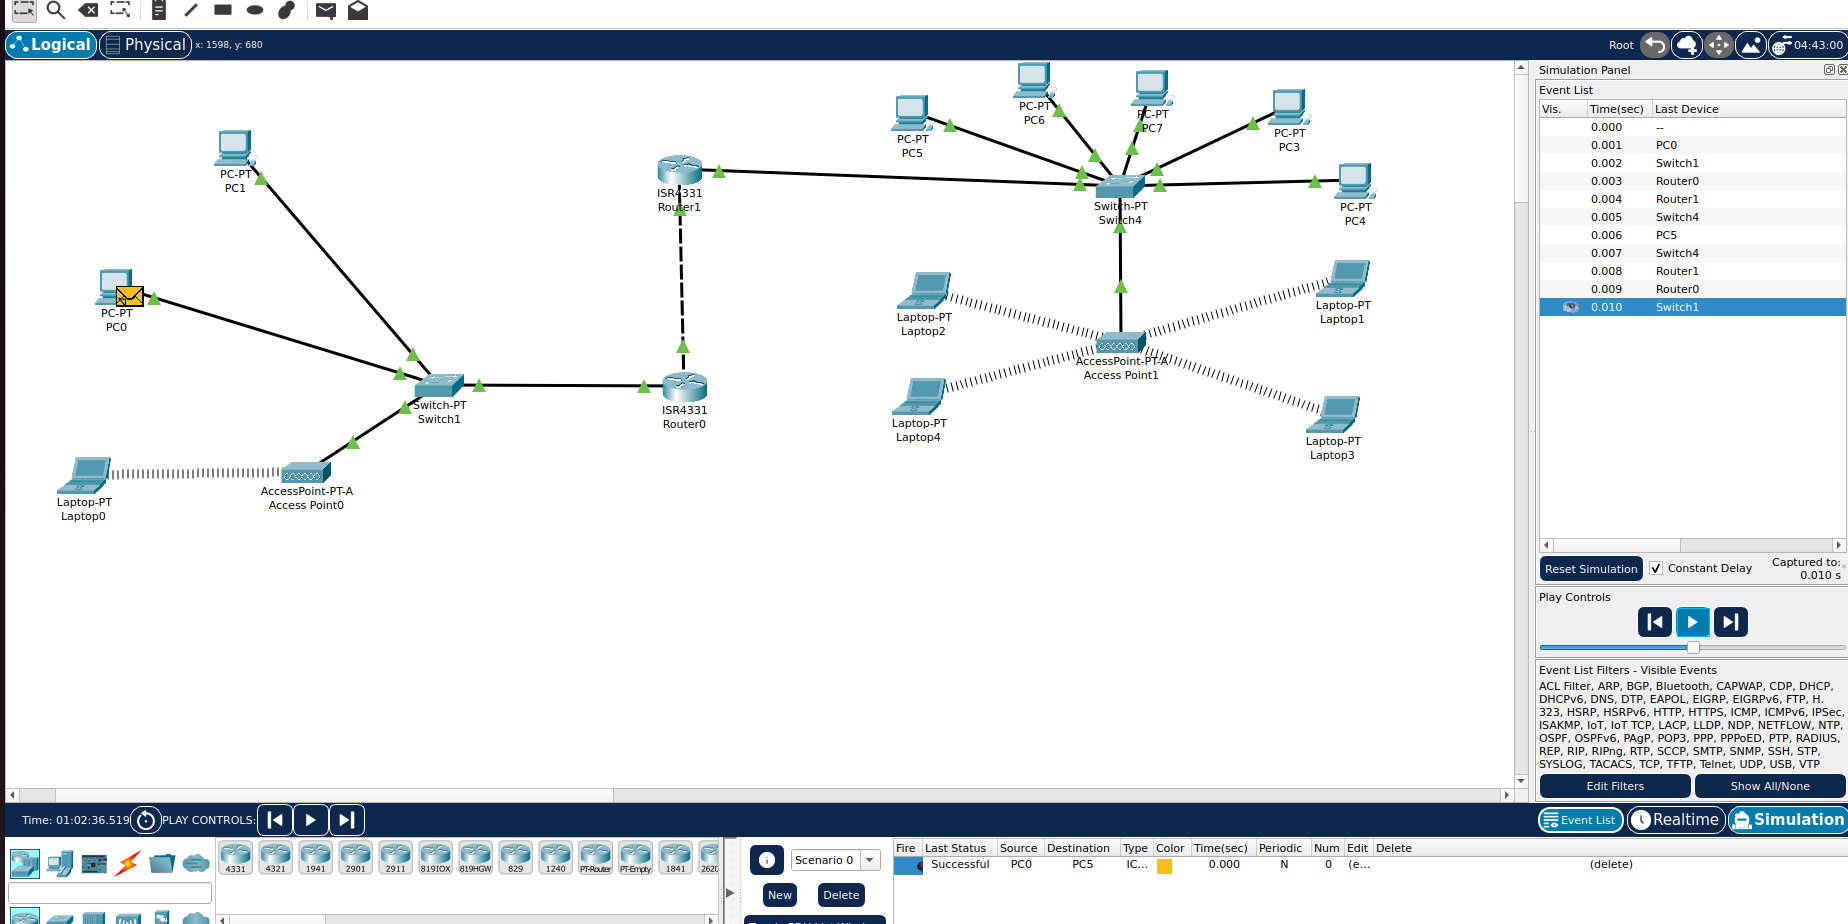 Logical
Physical
x: 1598, y: 680
Root
04:43:00
PC-PT
PC1
PC-PT
PC0
Laptop-PT
Laptop0
AccessPoint-PT-A
Access Point0
Switch-PT
Switch1
ISR4331
Router1
ISR4331
Router0
PC-PT
PC5
PC-PT
PC6
PC-PT
PC7
PC-PT
PC3
PC-PT
PC4
Switch-PT
Switch4
Laptop-PT
Laptop2
Laptop-PT
Laptop1
AccessPoint-PT-A
Access Point1
Laptop-PT
Laptop4
Laptop-PT
Laptop3
Simulation Panel
Event List
Vis. Time(sec) Last Device
0.000 --
0.001 PC0
0.002 Switch1
0.003 Router0
0.004 Router1
0.005 Switch4
0.006 PC5
0.007 Switch4
0.008 Router1
0.009 Router0
0.010 Switch1
Reset Simulation
Constant Delay
Captured to:
0.010 s
Play Controls
Event List Filters - Visible Events
ACL Filter, ARP, BGP, Bluetooth, CAPWAP, CDP, DHCP,
DHCPv6, DNS, DTP, EAPOL, EIGRP, EIGRPv6, FTP, H.
323, HSRP, HSRPv6, HTTP, HTTPS, ICMP, ICMPv6, IPSec,
ISAKMP, IoT, IoT TCP, LACP, LLDP, NDP, NETFLOW, NTP,
OSPF, OSPFv6, PAgP, POP3, PPP, PPPoED, PTP, RADIUS,
REP, RIP, RIPng, RTP, SCCP, SMTP, SNMP, SSH, STP,
SYSLOG, TACACS, TCP, TFTP, Telnet, UDP, USB, VTP
Edit Filters
Show All/None
Time: 01:02:36.519
PLAY CONTROLS:
Event List
Realtime
Simulation
4331 4321 1941 2901 2911 819IOX 819HGW 829 1240 PT-Router PT-Empty 1841 2620
Scenario 0
New
Delete
Fire Last Status Source Destination Type Color Time(sec) Periodic Num Edit Delete
Successful PC0 PC5 IC... 0.000 N 0 (e... (delete)